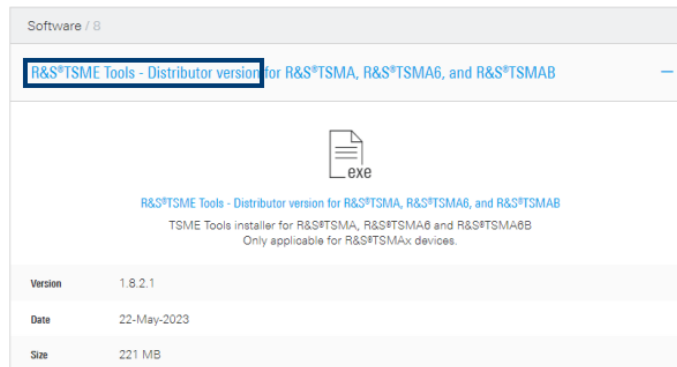 Software / 8
R&S®TSME Tools - Distributor version for R&S®TSMA, R&S®TSMA6, and R&S®TSMAB
exe
R&S®TSME Tools - Distributor version for R&S®TSMA, R&S®TSMA6, and R&S®TSMAB
TSME Tools installer for R&S®TSMA, R&S®TSMA6 and R&S®TSMA6B
Only applicable for R&S®TSMAx devices.
Version 1.8.2.1
Date 22-May-2023
Size 221 MB